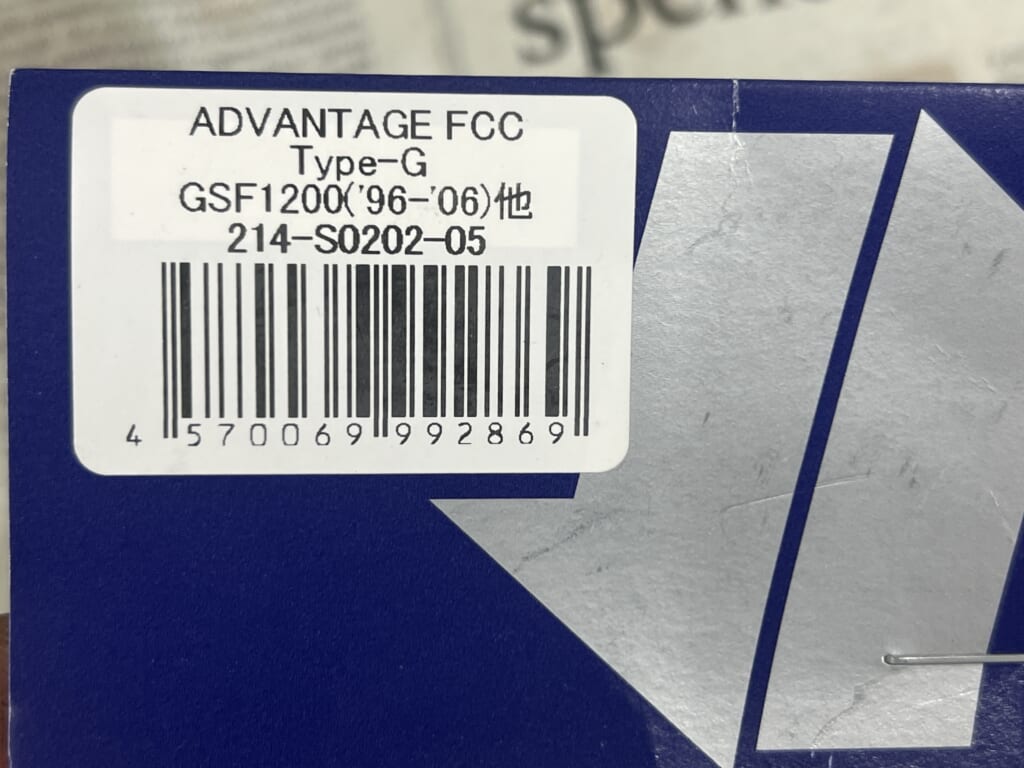 ADVANTAGE FCC
Type-G
GSF1200('96-'06)他
214-S0202-05
4 570069 992869